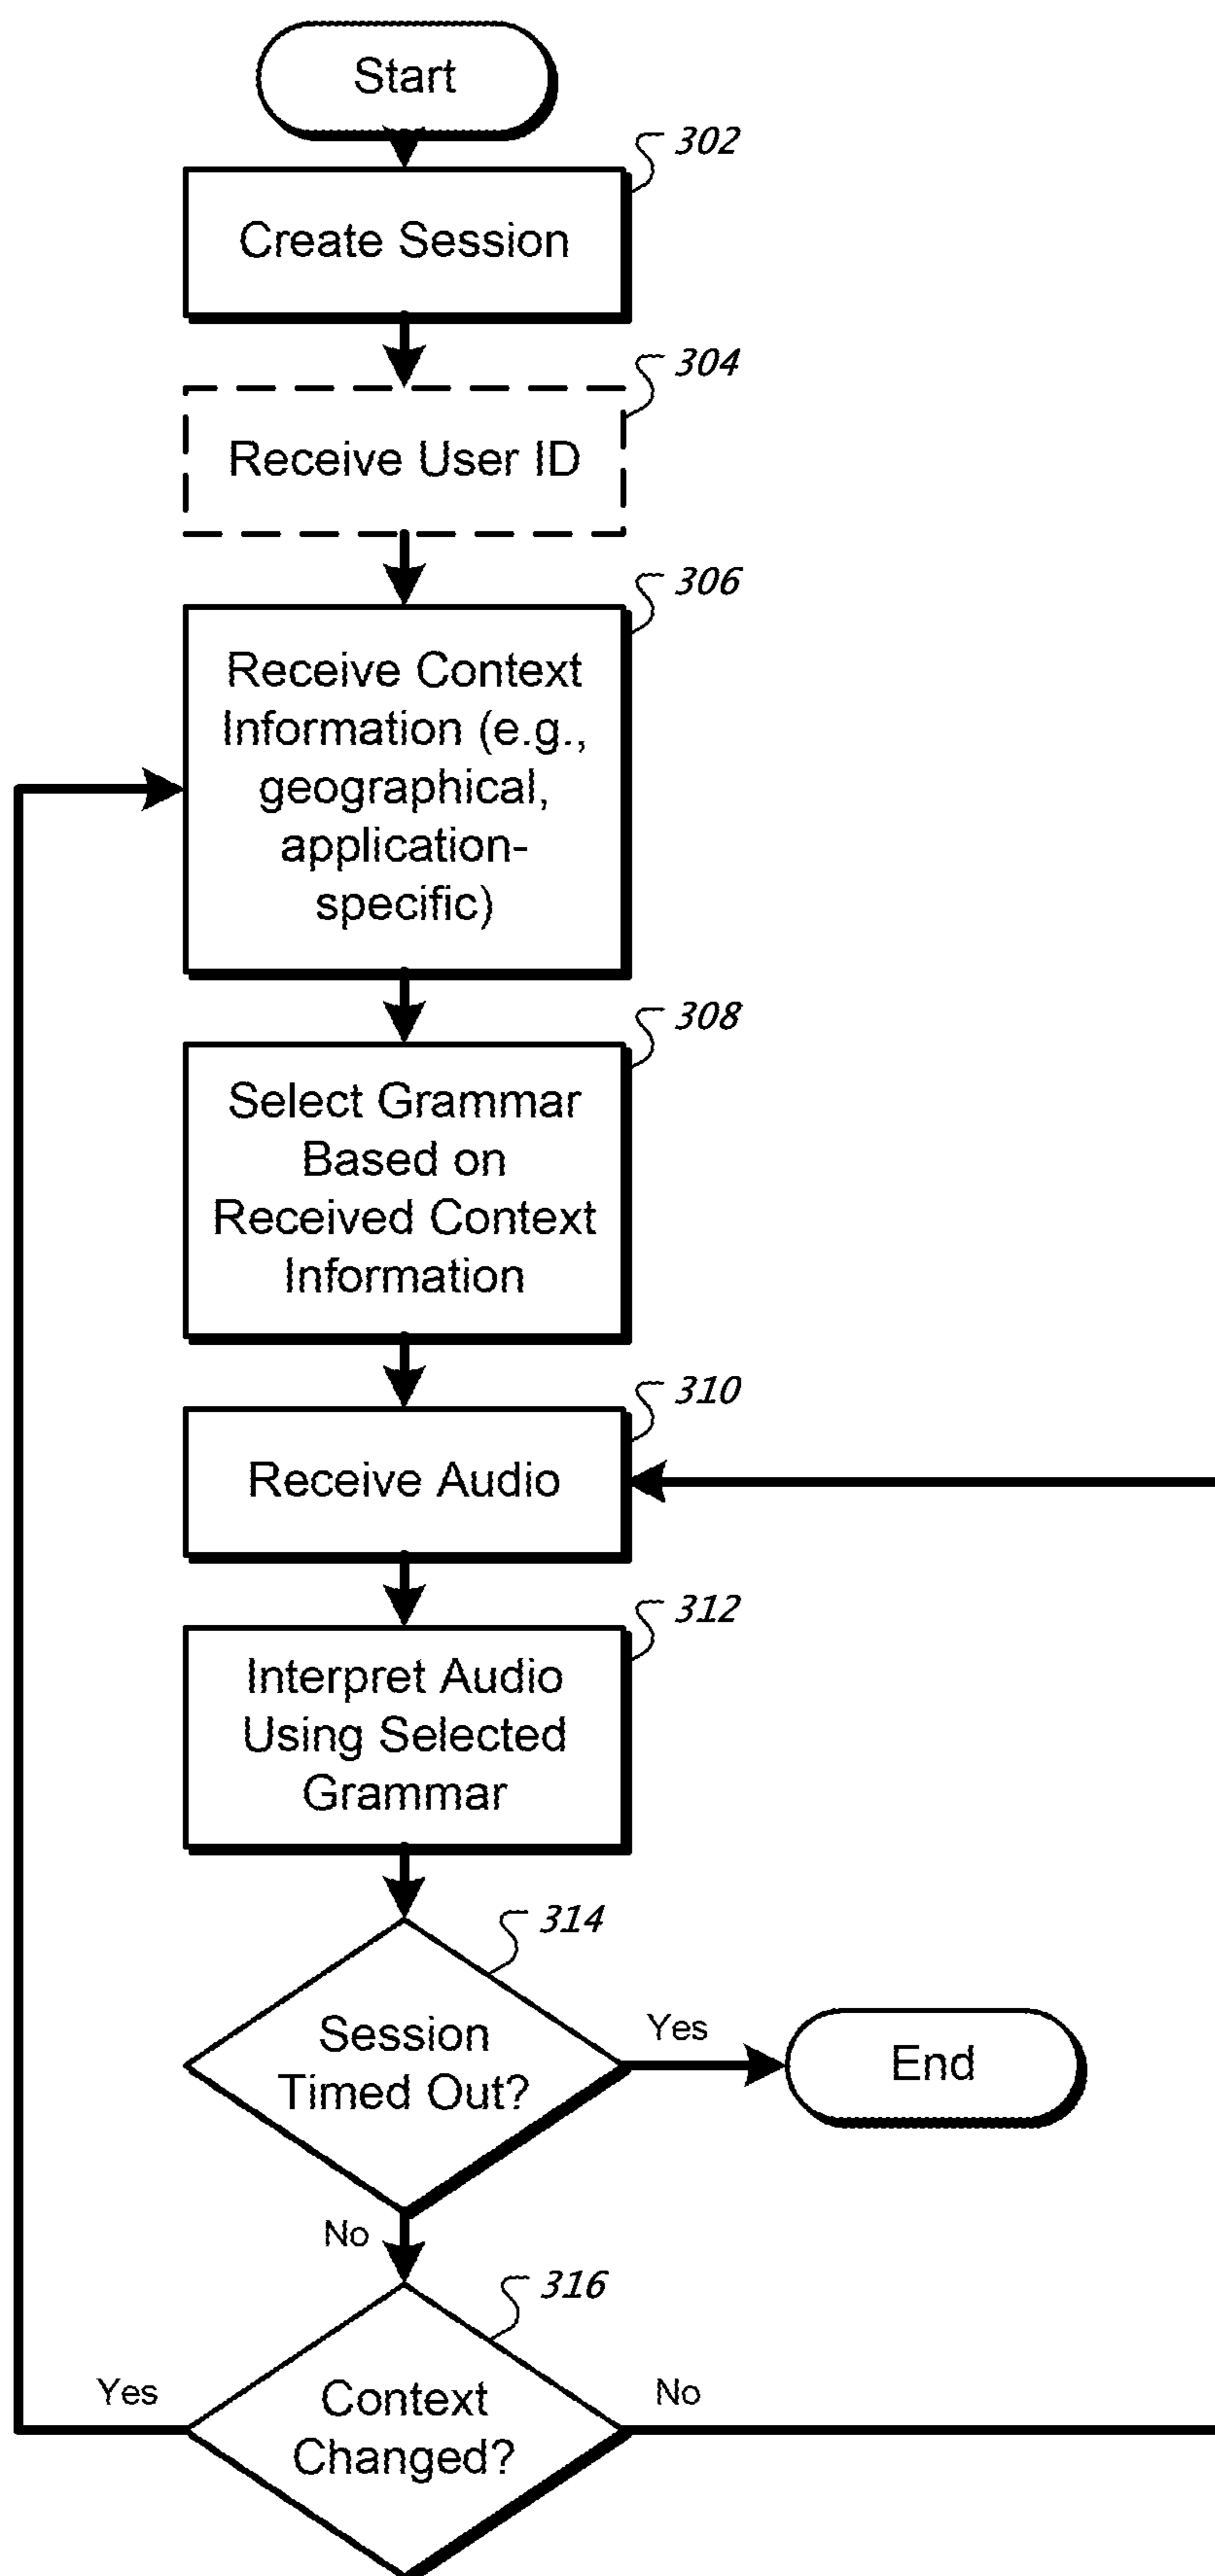 Start
302
Create Session
304
Receive User ID
306
Receive Context
Information (e.g.,
geographical,
application-
specific)
308
Select Grammar
Based on
Received Context
Information
310
Receive Audio
312
Interpret Audio
Using Selected
Grammar
314
Session
Timed Out?
Yes
End
No
316
Yes
Context
Changed?
No